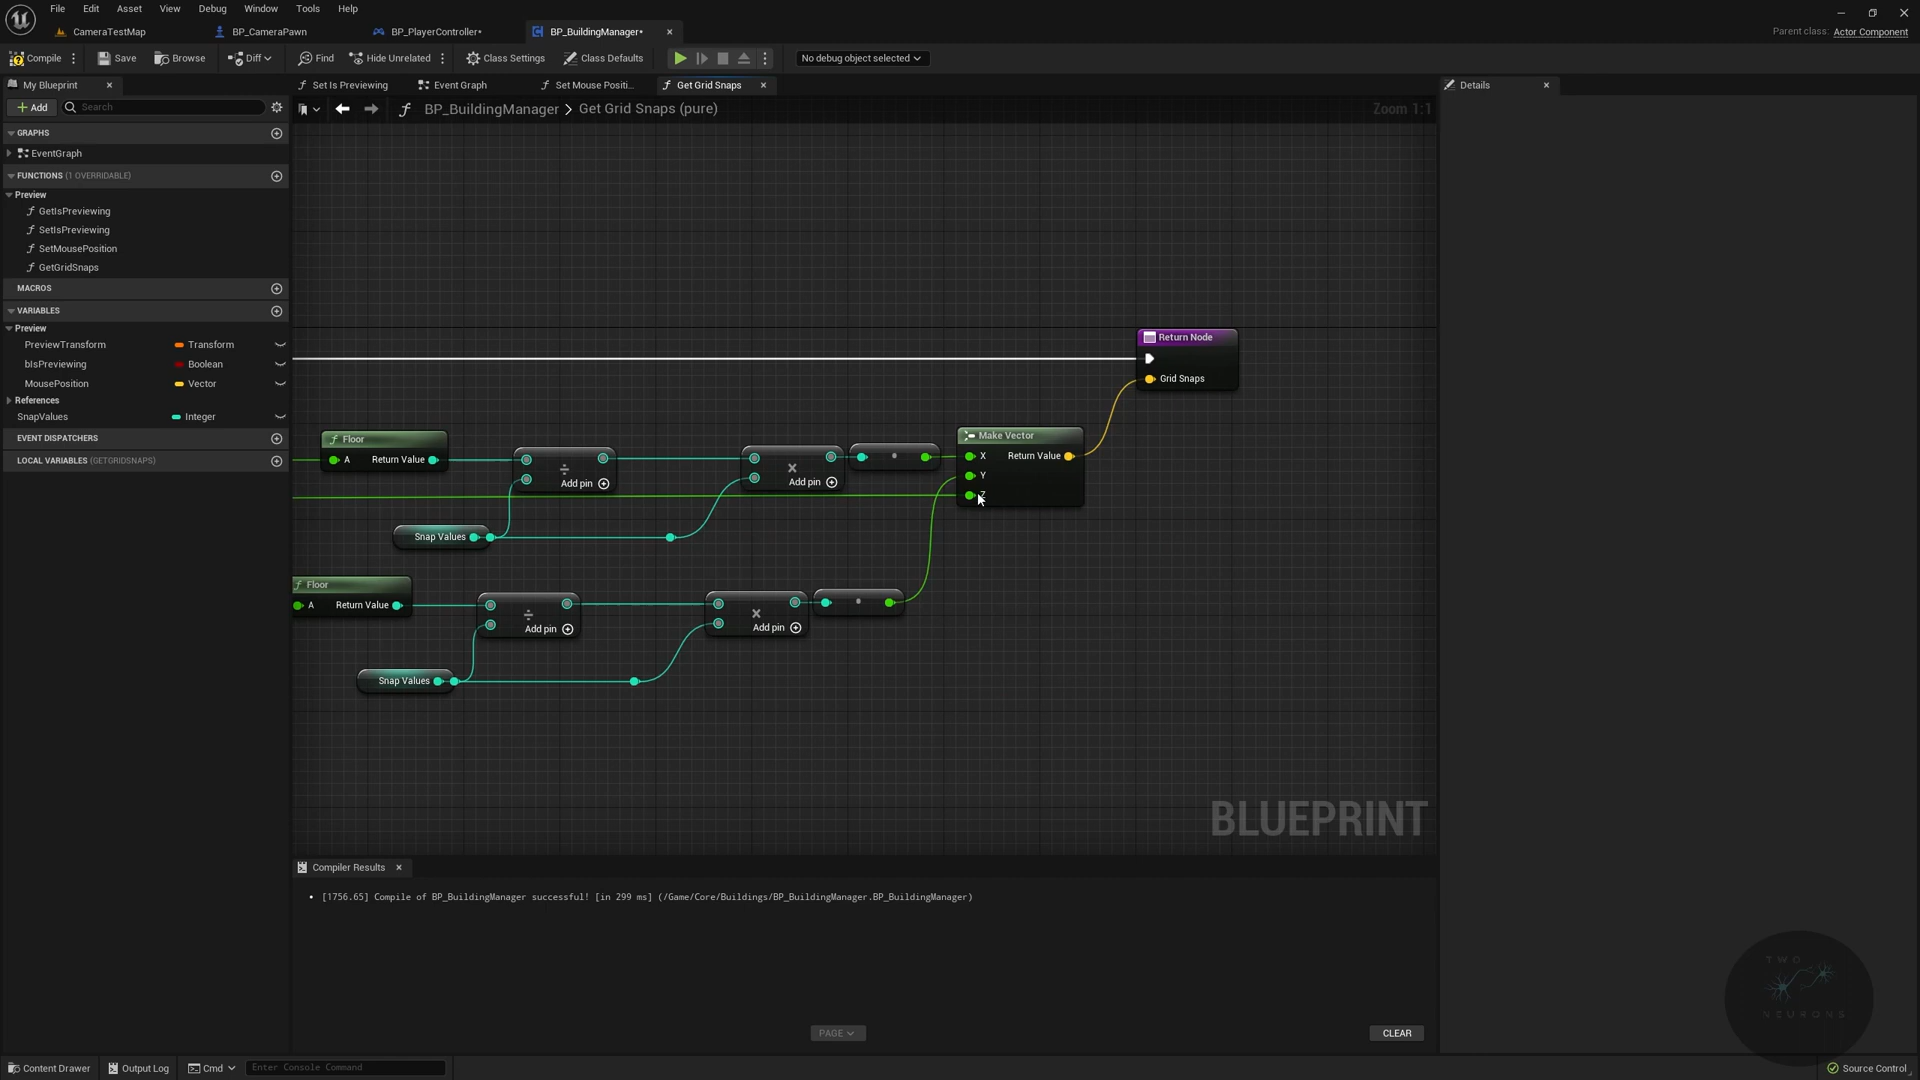 File Edit Asset View Debug Window Tools Help
CameraTestMap BP_CameraPawn BP_PlayerController* BP_BuildingManager*
Parent class: Actor Component
Compile Save Browse Diff Find Hide Unrelated Class Settings Class Defaults No debug object selected
My Blueprint Set Is Previewing Event Graph Set Mouse Positi... Get Grid Snaps Details
Add Search
BP_BuildingManager > Get Grid Snaps (pure) Zoom 1:1
GRAPHS
EventGraph
FUNCTIONS (1 OVERRIDABLE)
Preview
GetIsPreviewing
SetIsPreviewing
SetMousePosition
GetGridSnaps
MACROS
VARIABLES
Preview
PreviewTransform Transform
bIsPreviewing Boolean
MousePosition Vector
References
SnapValues Integer
EVENT DISPATCHERS
LOCAL VARIABLES (GETGRIDSNAPS)
Return Node
Grid Snaps
Floor
A Return Value
÷
Add pin
×
Add pin
Make Vector
X Return Value
Y
Snap Values
Floor
A Return Value
÷
Add pin
×
Add pin
Snap Values
BLUEPRINT
Compiler Results
• [1756.65] Compile of BP_BuildingManager successful! [in 299 ms] (/Game/Core/Buildings/BP_BuildingManager.BP_BuildingManager)
PAGE CLEAR
TWO
NEURONS
Content Drawer Output Log Cmd Enter Console Command Source Control